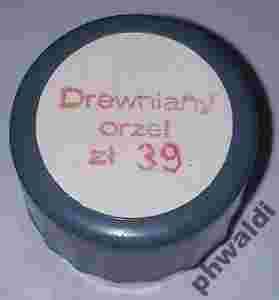 Drewniany
orzeł
zł 39
phwaldi